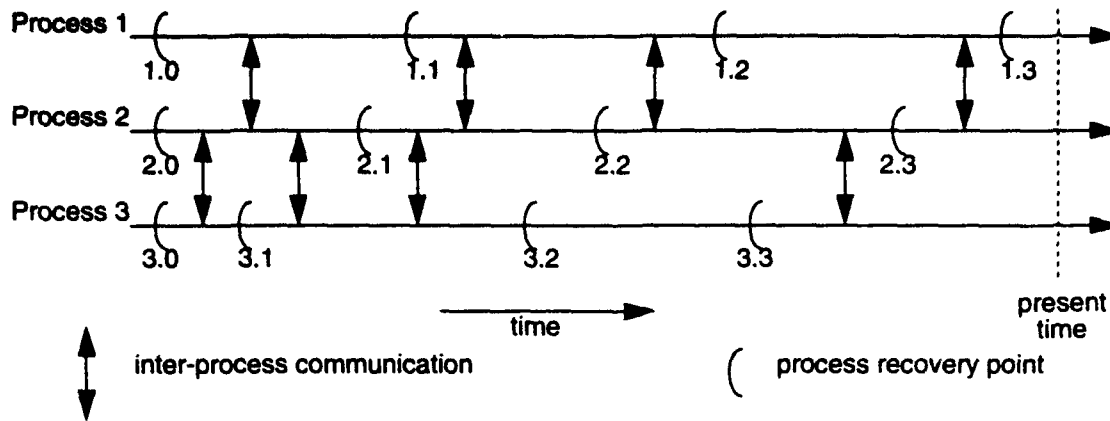 Process 1
1.0 1.1 1.2 1.3
Process 2
2.0 2.1 2.2 2.3
Process 3
3.0 3.1 3.2 3.3
time
present
time
inter-process communication
process recovery point